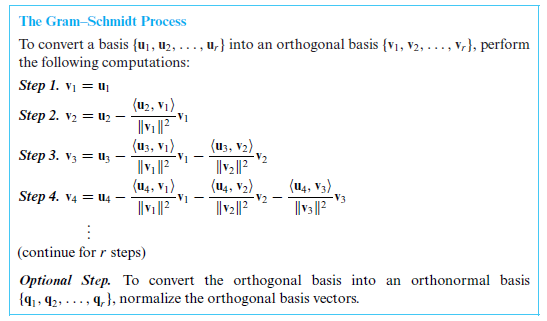 The Gram–Schmidt Process
To convert a basis {u₁, u₂, . . . , uᵣ} into an orthogonal basis {v₁, v₂, . . . , vᵣ}, perform
the following computations:
Step 1. v₁ = u₁
Step 2. v₂ = u₂ − ⟨u₂, v₁⟩ / ‖v₁‖² v₁
Step 3. v₃ = u₃ − ⟨u₃, v₁⟩ / ‖v₁‖² v₁ − ⟨u₃, v₂⟩ / ‖v₂‖² v₂
Step 4. v₄ = u₄ − ⟨u₄, v₁⟩ / ‖v₁‖² v₁ − ⟨u₄, v₂⟩ / ‖v₂‖² v₂ − ⟨u₄, v₃⟩ / ‖v₃‖² v₃
⋮
(continue for r steps)
Optional Step. To convert the orthogonal basis into an orthonormal basis
{q₁, q₂, . . . , qᵣ}, normalize the orthogonal basis vectors.